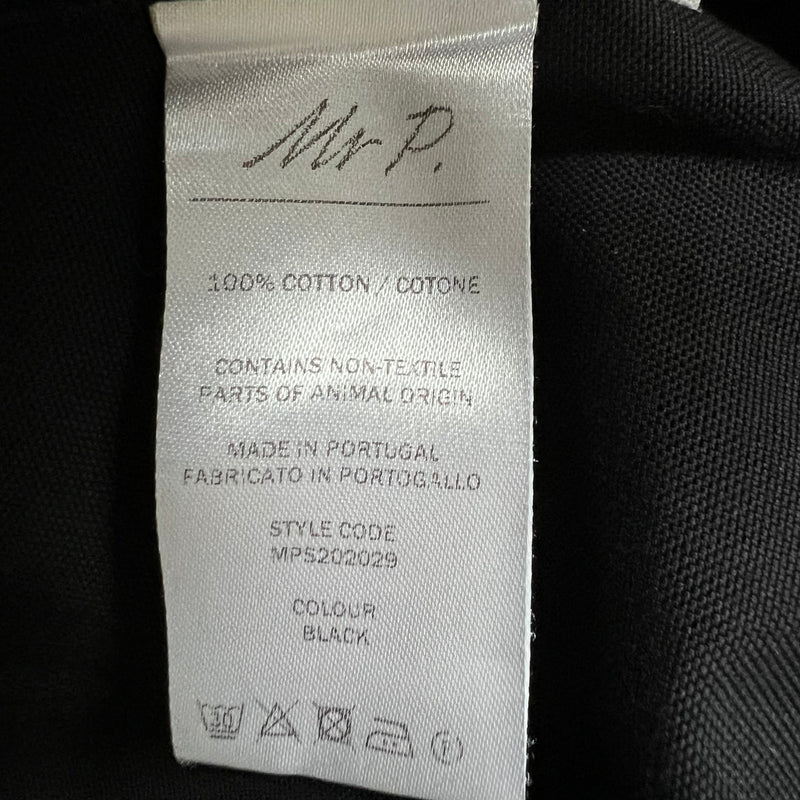 Mr P.
100% COTTON / COTONE
CONTAINS NON-TEXTILE
PARTS OF ANIMAL ORIGIN
MADE IN PORTUGAL
FABRICATO IN PORTOGALLO
STYLE CODE
MPS202029
COLOUR
BLACK
30